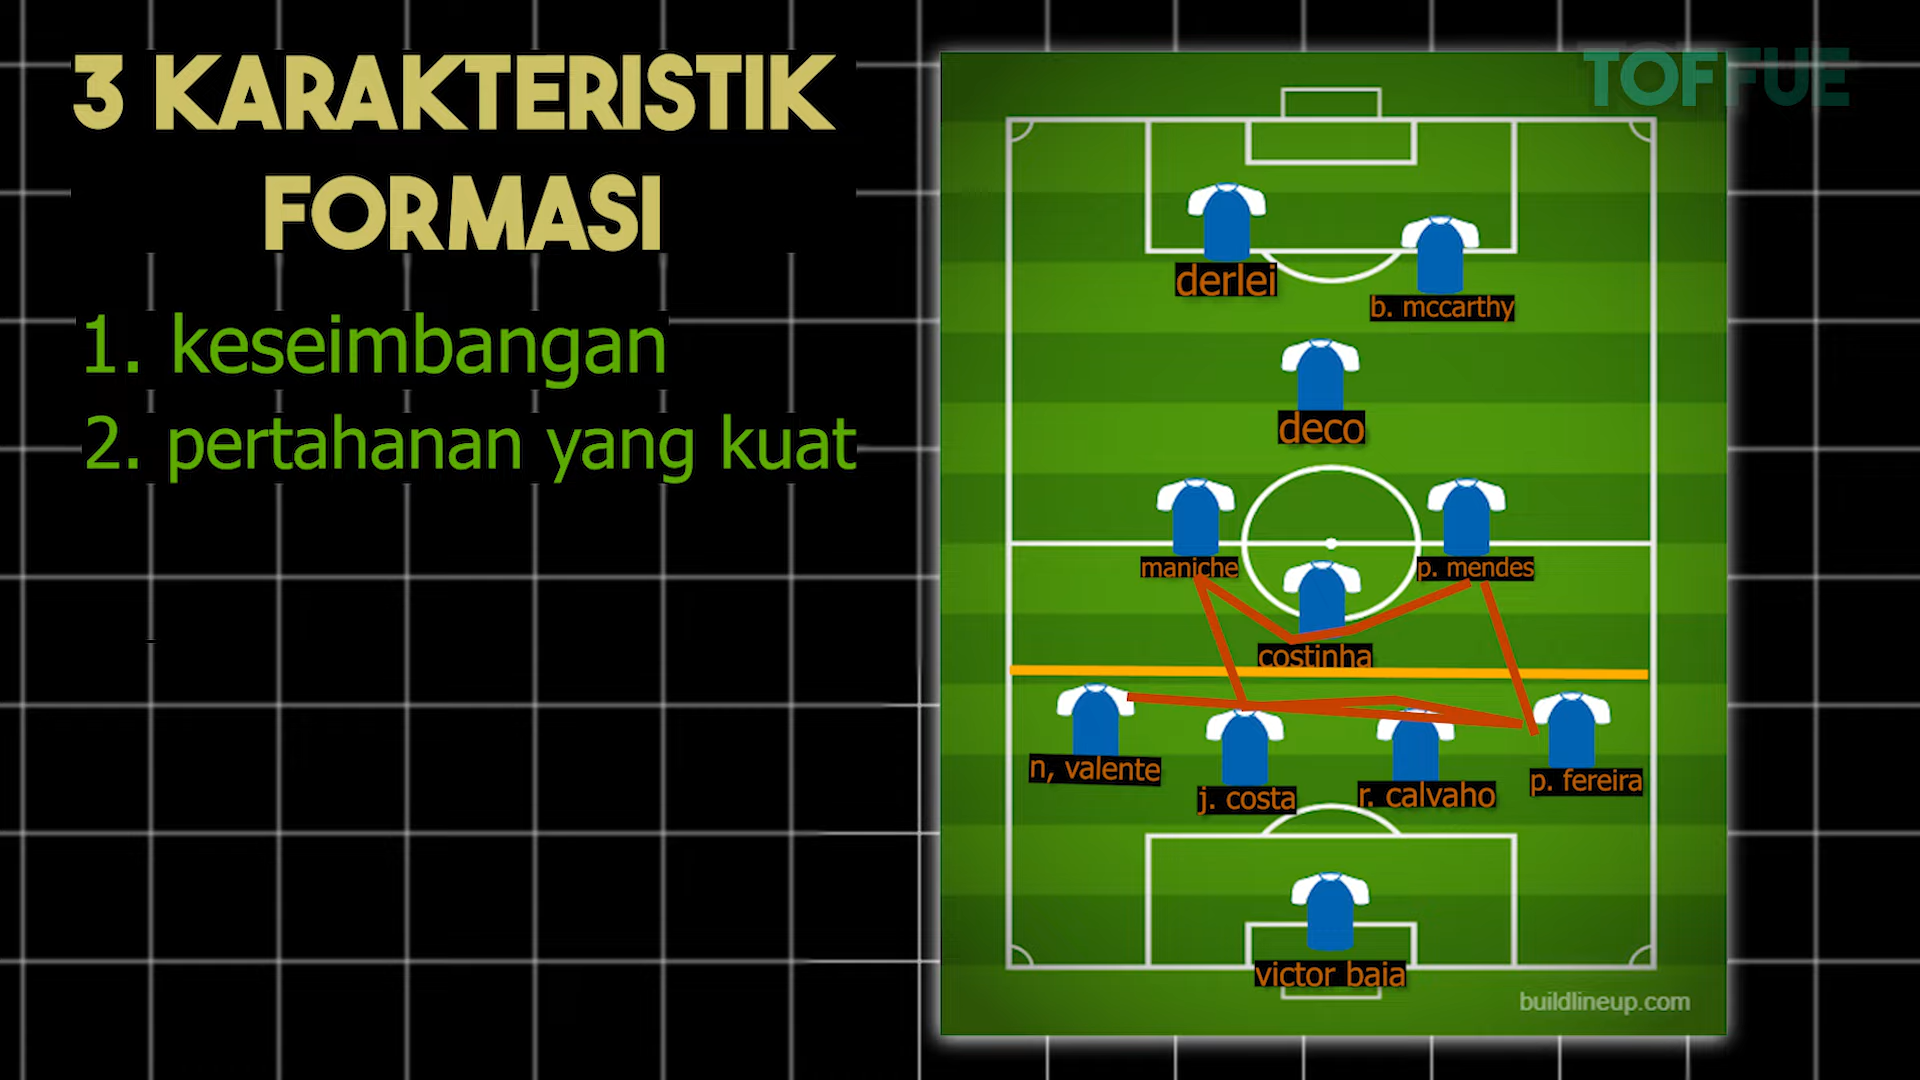 3 KARAKTERISTIK
FORMASI
1. keseimbangan
2. pertahanan yang kuat
TOFFUE
derlei
b. mccarthy
deco
maniche
p. mendes
costinha
n, valente
j. costa
r. calvaho
p. fereira
victor baia
buildlineup.com